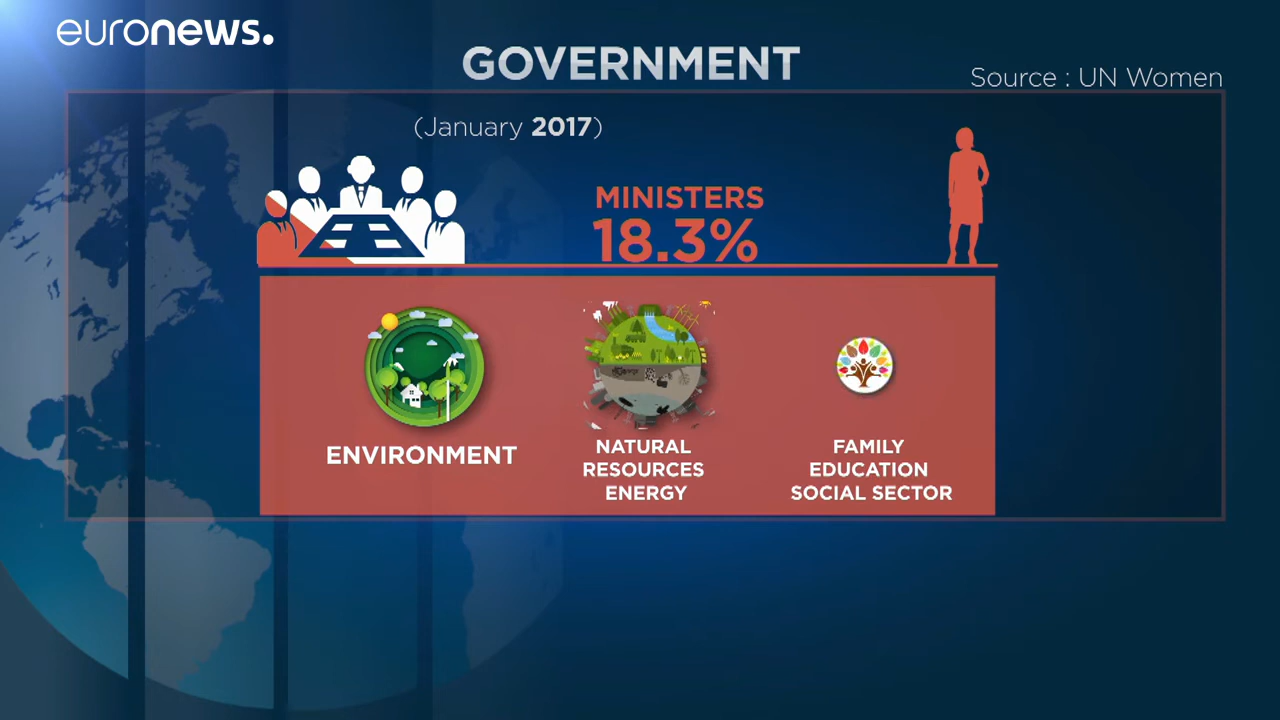 euronews.
GOVERNMENT
Source : UN Women
(January 2017)
MINISTERS
18.3%
ENVIRONMENT
NATURAL
RESOURCES
ENERGY
FAMILY
EDUCATION
SOCIAL SECTOR